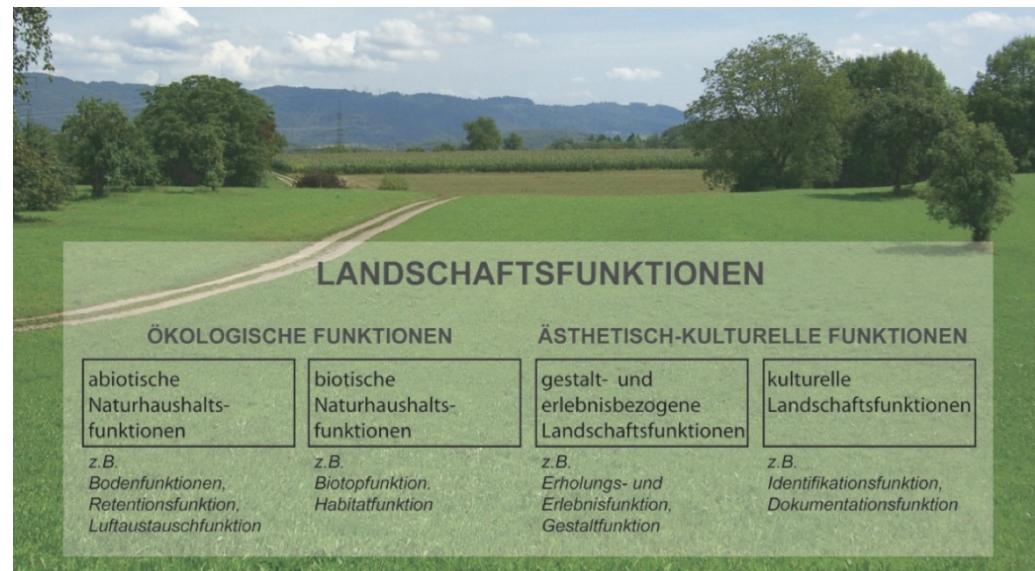 LANDSCHAFTSFUNKTIONEN
ÖKOLOGISCHE FUNKTIONEN
abiotische
Naturhaushalts-
funktionen
z.B.
Bodenfunktionen,
Retentionsfunktion,
Luftaustauschfunktion
biotische
Naturhaushalts-
funktionen
z.B.
Biotopfunktion,
Habitatfunktion
ÄSTHETISCH-KULTURELLE FUNKTIONEN
gestalt- und
erlebnisbezogene
Landschaftsfunktionen
z.B.
Erholungs- und
Erlebnisfunktion,
Gestaltfunktion
kulturelle
Landschaftsfunktionen
z.B.
Identifikationsfunktion,
Dokumentationsfunktion